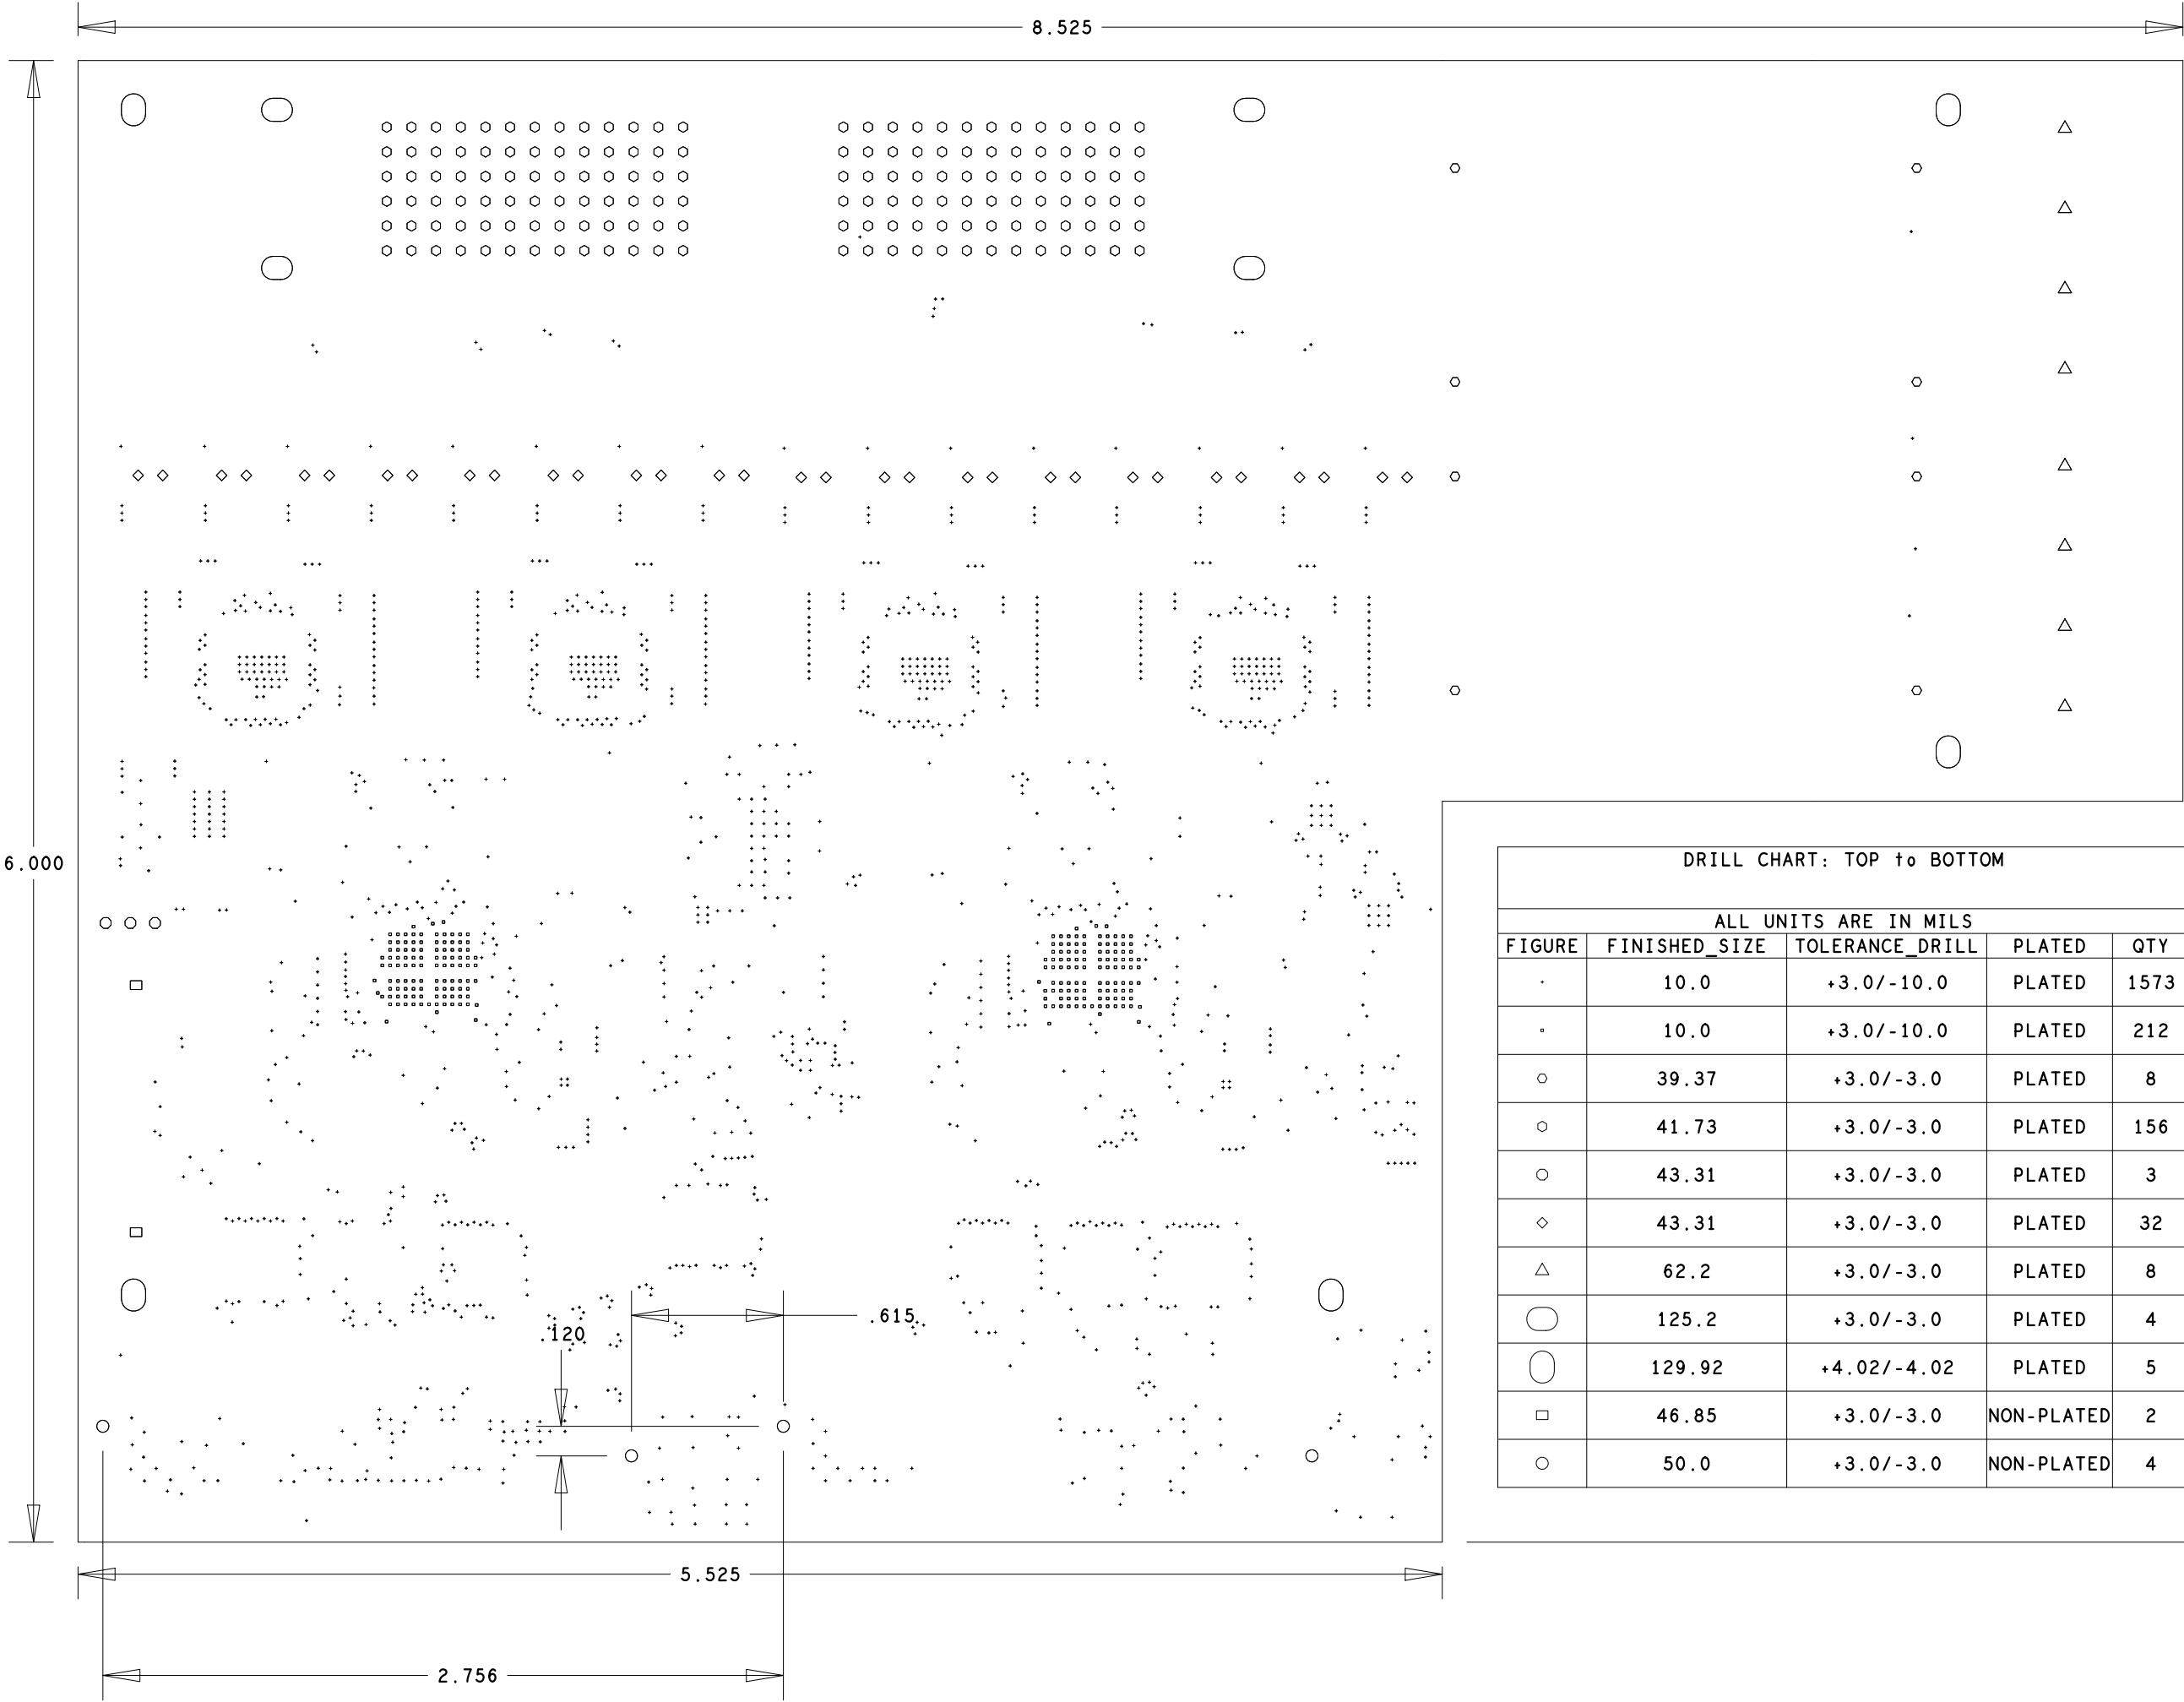 8.525
6.000
DRILL CHART: TOP to BOTTOM
ALL UNITS ARE IN MILS
FIGURE FINISHED_SIZE TOLERANCE_DRILL PLATED QTY
10.0 +3.0/-10.0 PLATED 1573
10.0 +3.0/-10.0 PLATED 212
39.37 +3.0/-3.0 PLATED 8
41.73 +3.0/-3.0 PLATED 156
43.31 +3.0/-3.0 PLATED 3
43.31 +3.0/-3.0 PLATED 32
62.2 +3.0/-3.0 PLATED 8
125.2 +3.0/-3.0 PLATED 4
129.92 +4.02/-4.02 PLATED 5
46.85 +3.0/-3.0 NON-PLATED 2
50.0 +3.0/-3.0 NON-PLATED 4
.615
.120
5.525
2.756